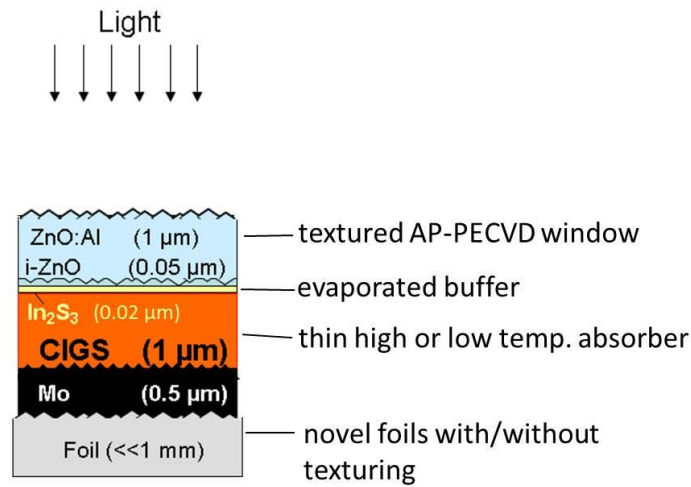 Light
ZnO:Al (1 µm)
textured AP-PECVD window
i-ZnO (0.05 µm)
evaporated buffer
In₂S₃ (0.02 µm)
thin high or low temp. absorber
CIGS (1 µm)
Mo (0.5 µm)
novel foils with/without
texturing
Foil (<<1 mm)